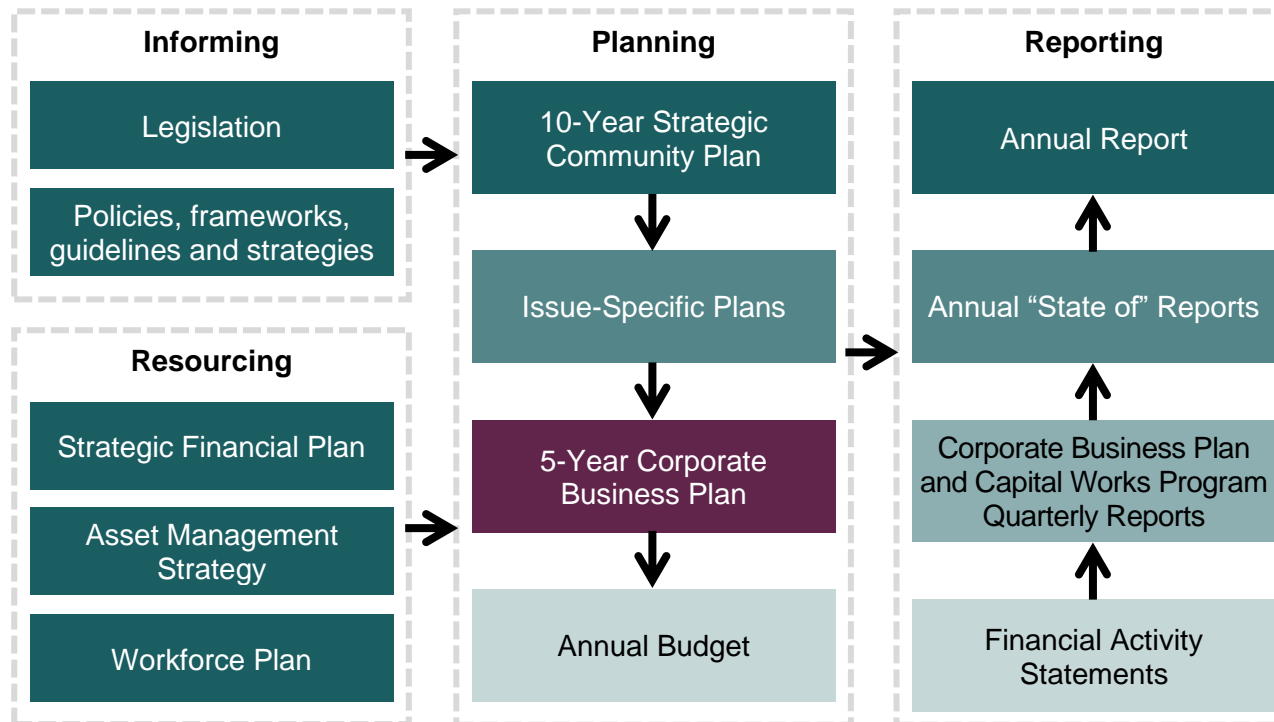 Informing
Legislation
Policies, frameworks,
guidelines and strategies
Resourcing
Strategic Financial Plan
Asset Management
Strategy
Workforce Plan
Planning
10-Year Strategic
Community Plan
Issue-Specific Plans
5-Year Corporate
Business Plan
Annual Budget
Reporting
Annual Report
Annual “State of” Reports
Corporate Business Plan
and Capital Works Program
Quarterly Reports
Financial Activity
Statements